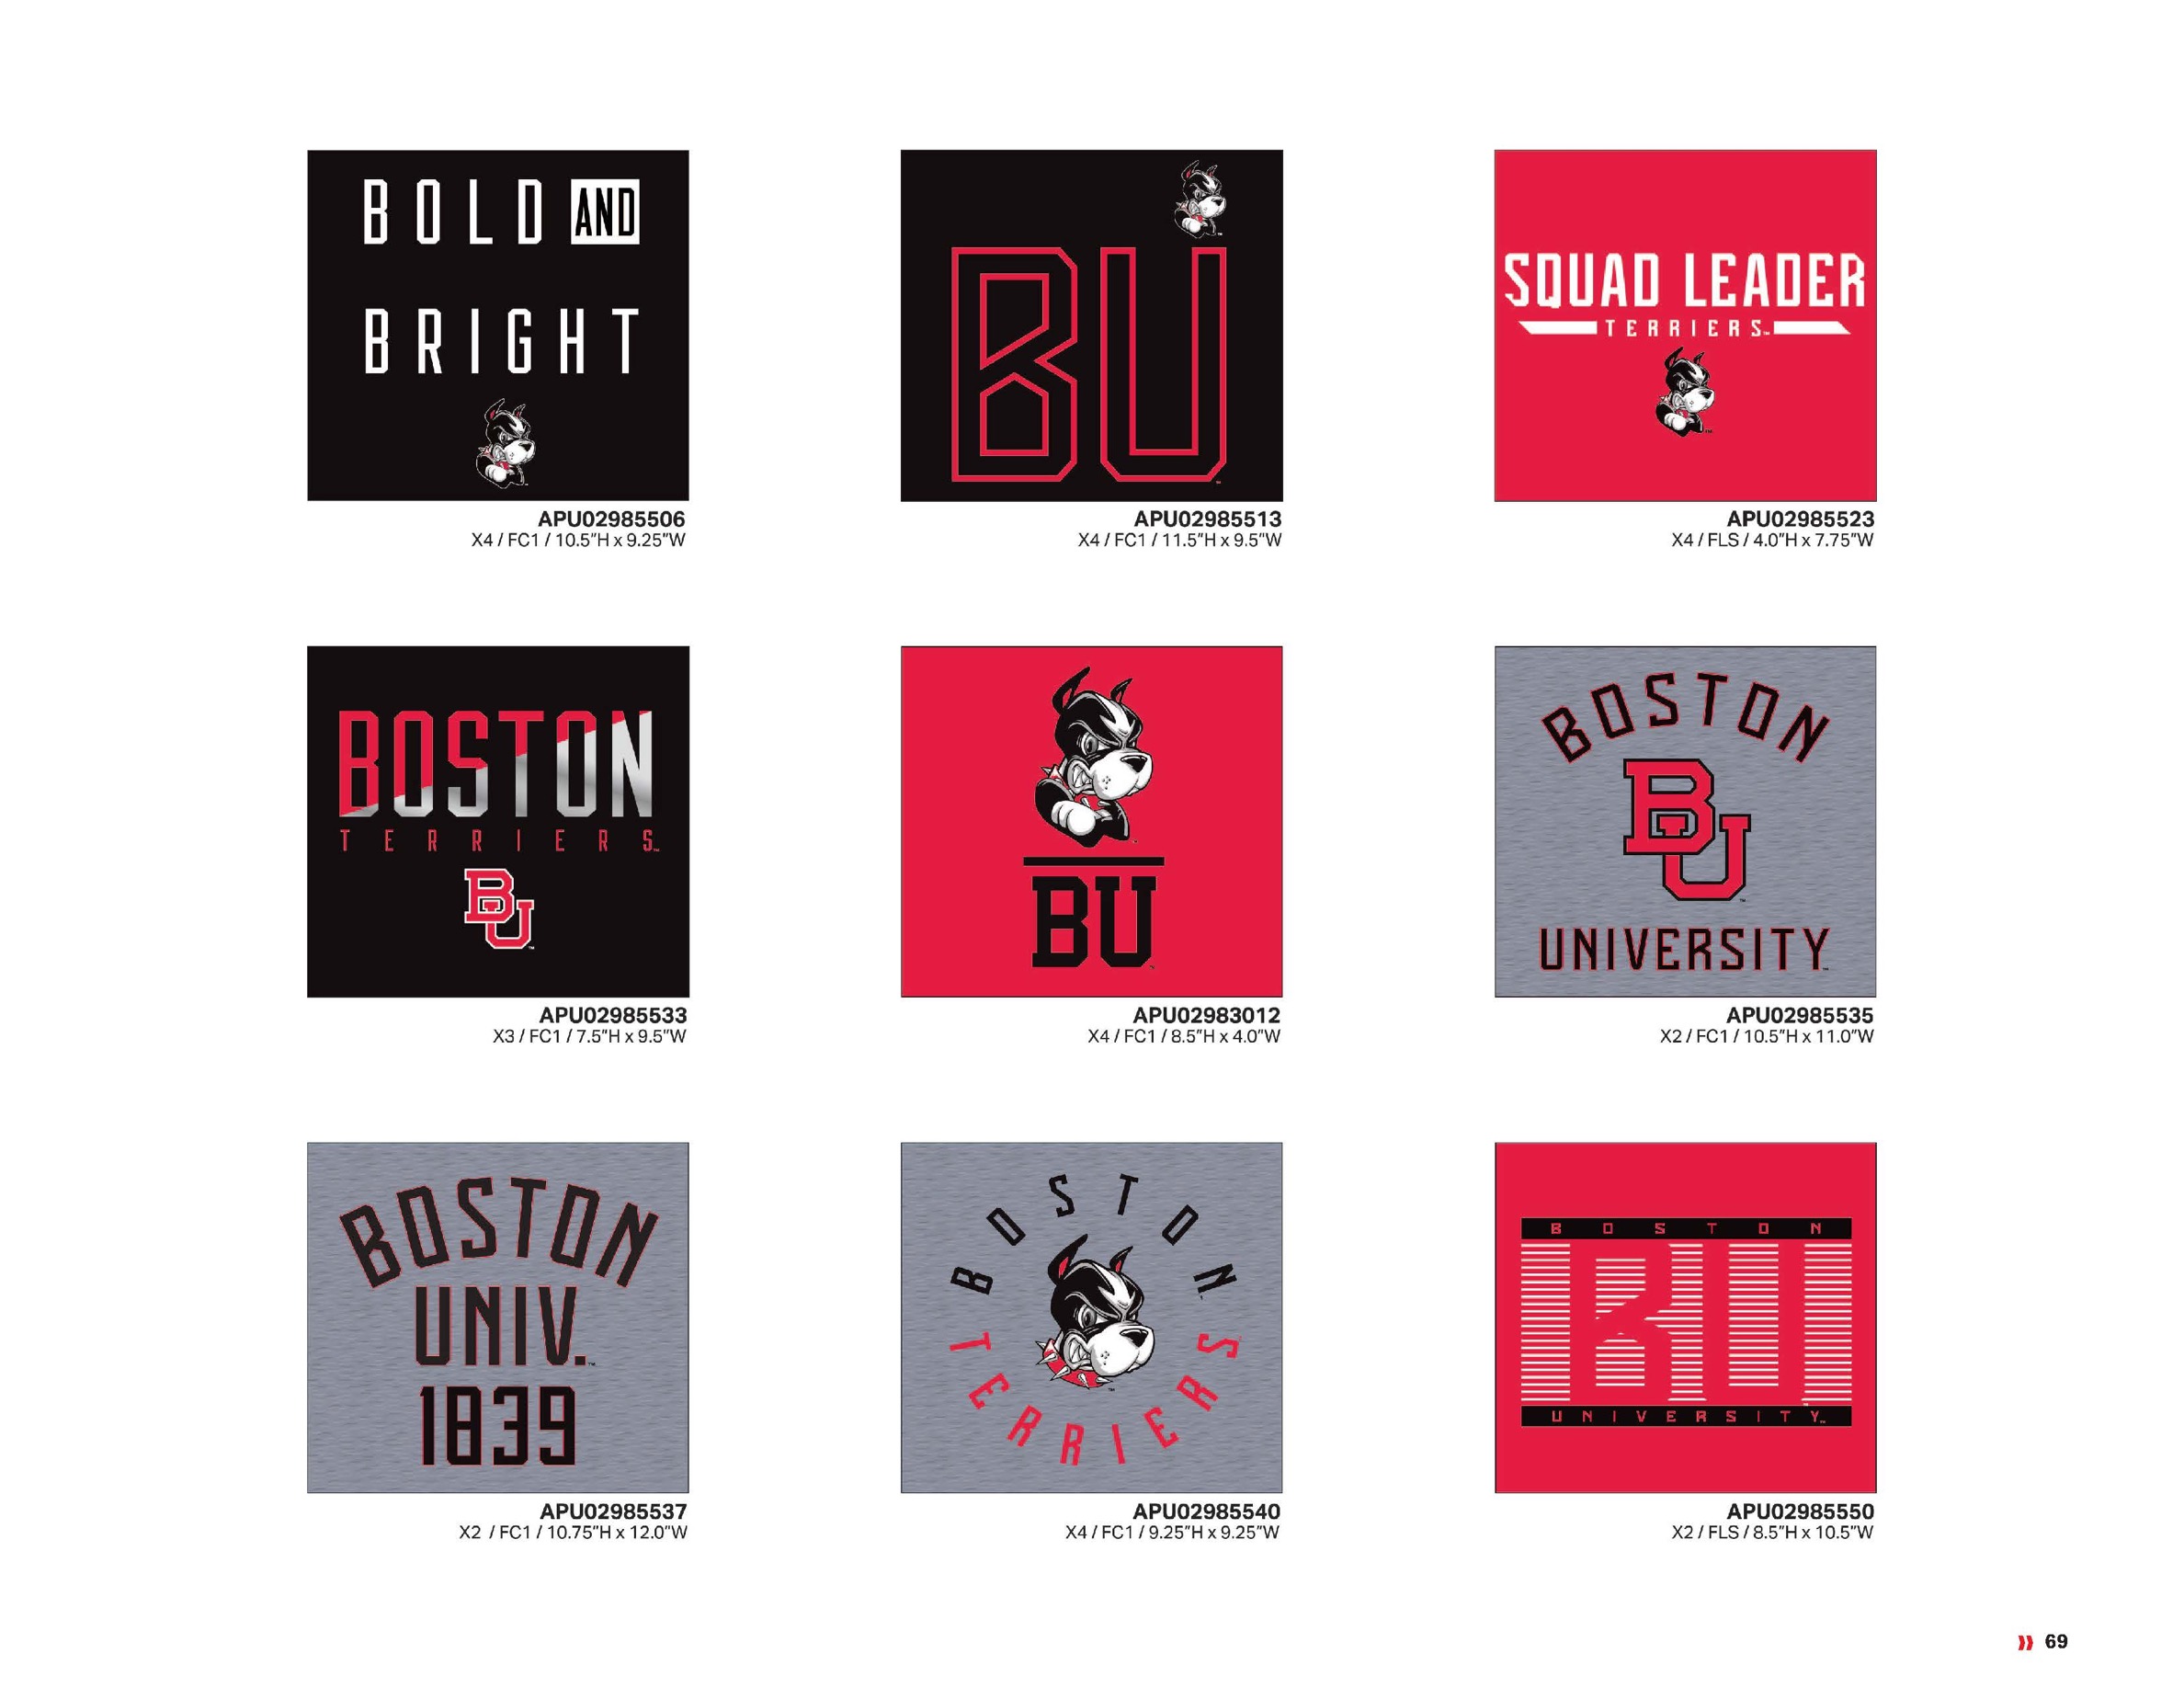 BOLD AND
BRIGHT
APU02985506
X4 / FC1 / 10.5"H x 9.25"W
BU
APU02985513
X4 / FC1 / 11.5"H x 9.5"W
SQUAD LEADER
TERRIERS™
APU02985523
X4 / FLS / 4.0"H x 7.75"W
BOSTON
TERRIERS™
BU
APU02985533
X3 / FC1 / 7.5"H x 9.5"W
BU
APU02983012
X4 / FC1 / 8.5"H x 4.0"W
BOSTON
BU
UNIVERSITY
APU02985535
X2 / FC1 / 10.5"H x 11.0"W
BOSTON
UNIV.
1839
APU02985537
X2 / FC1 / 10.75"H x 12.0"W
BOSTON
TERRIERS
APU02985540
X4 / FC1 / 9.25"H x 9.25"W
BOSTON
BU
UNIVERSITY™
APU02985550
X2 / FLS / 8.5"H x 10.5"W
69